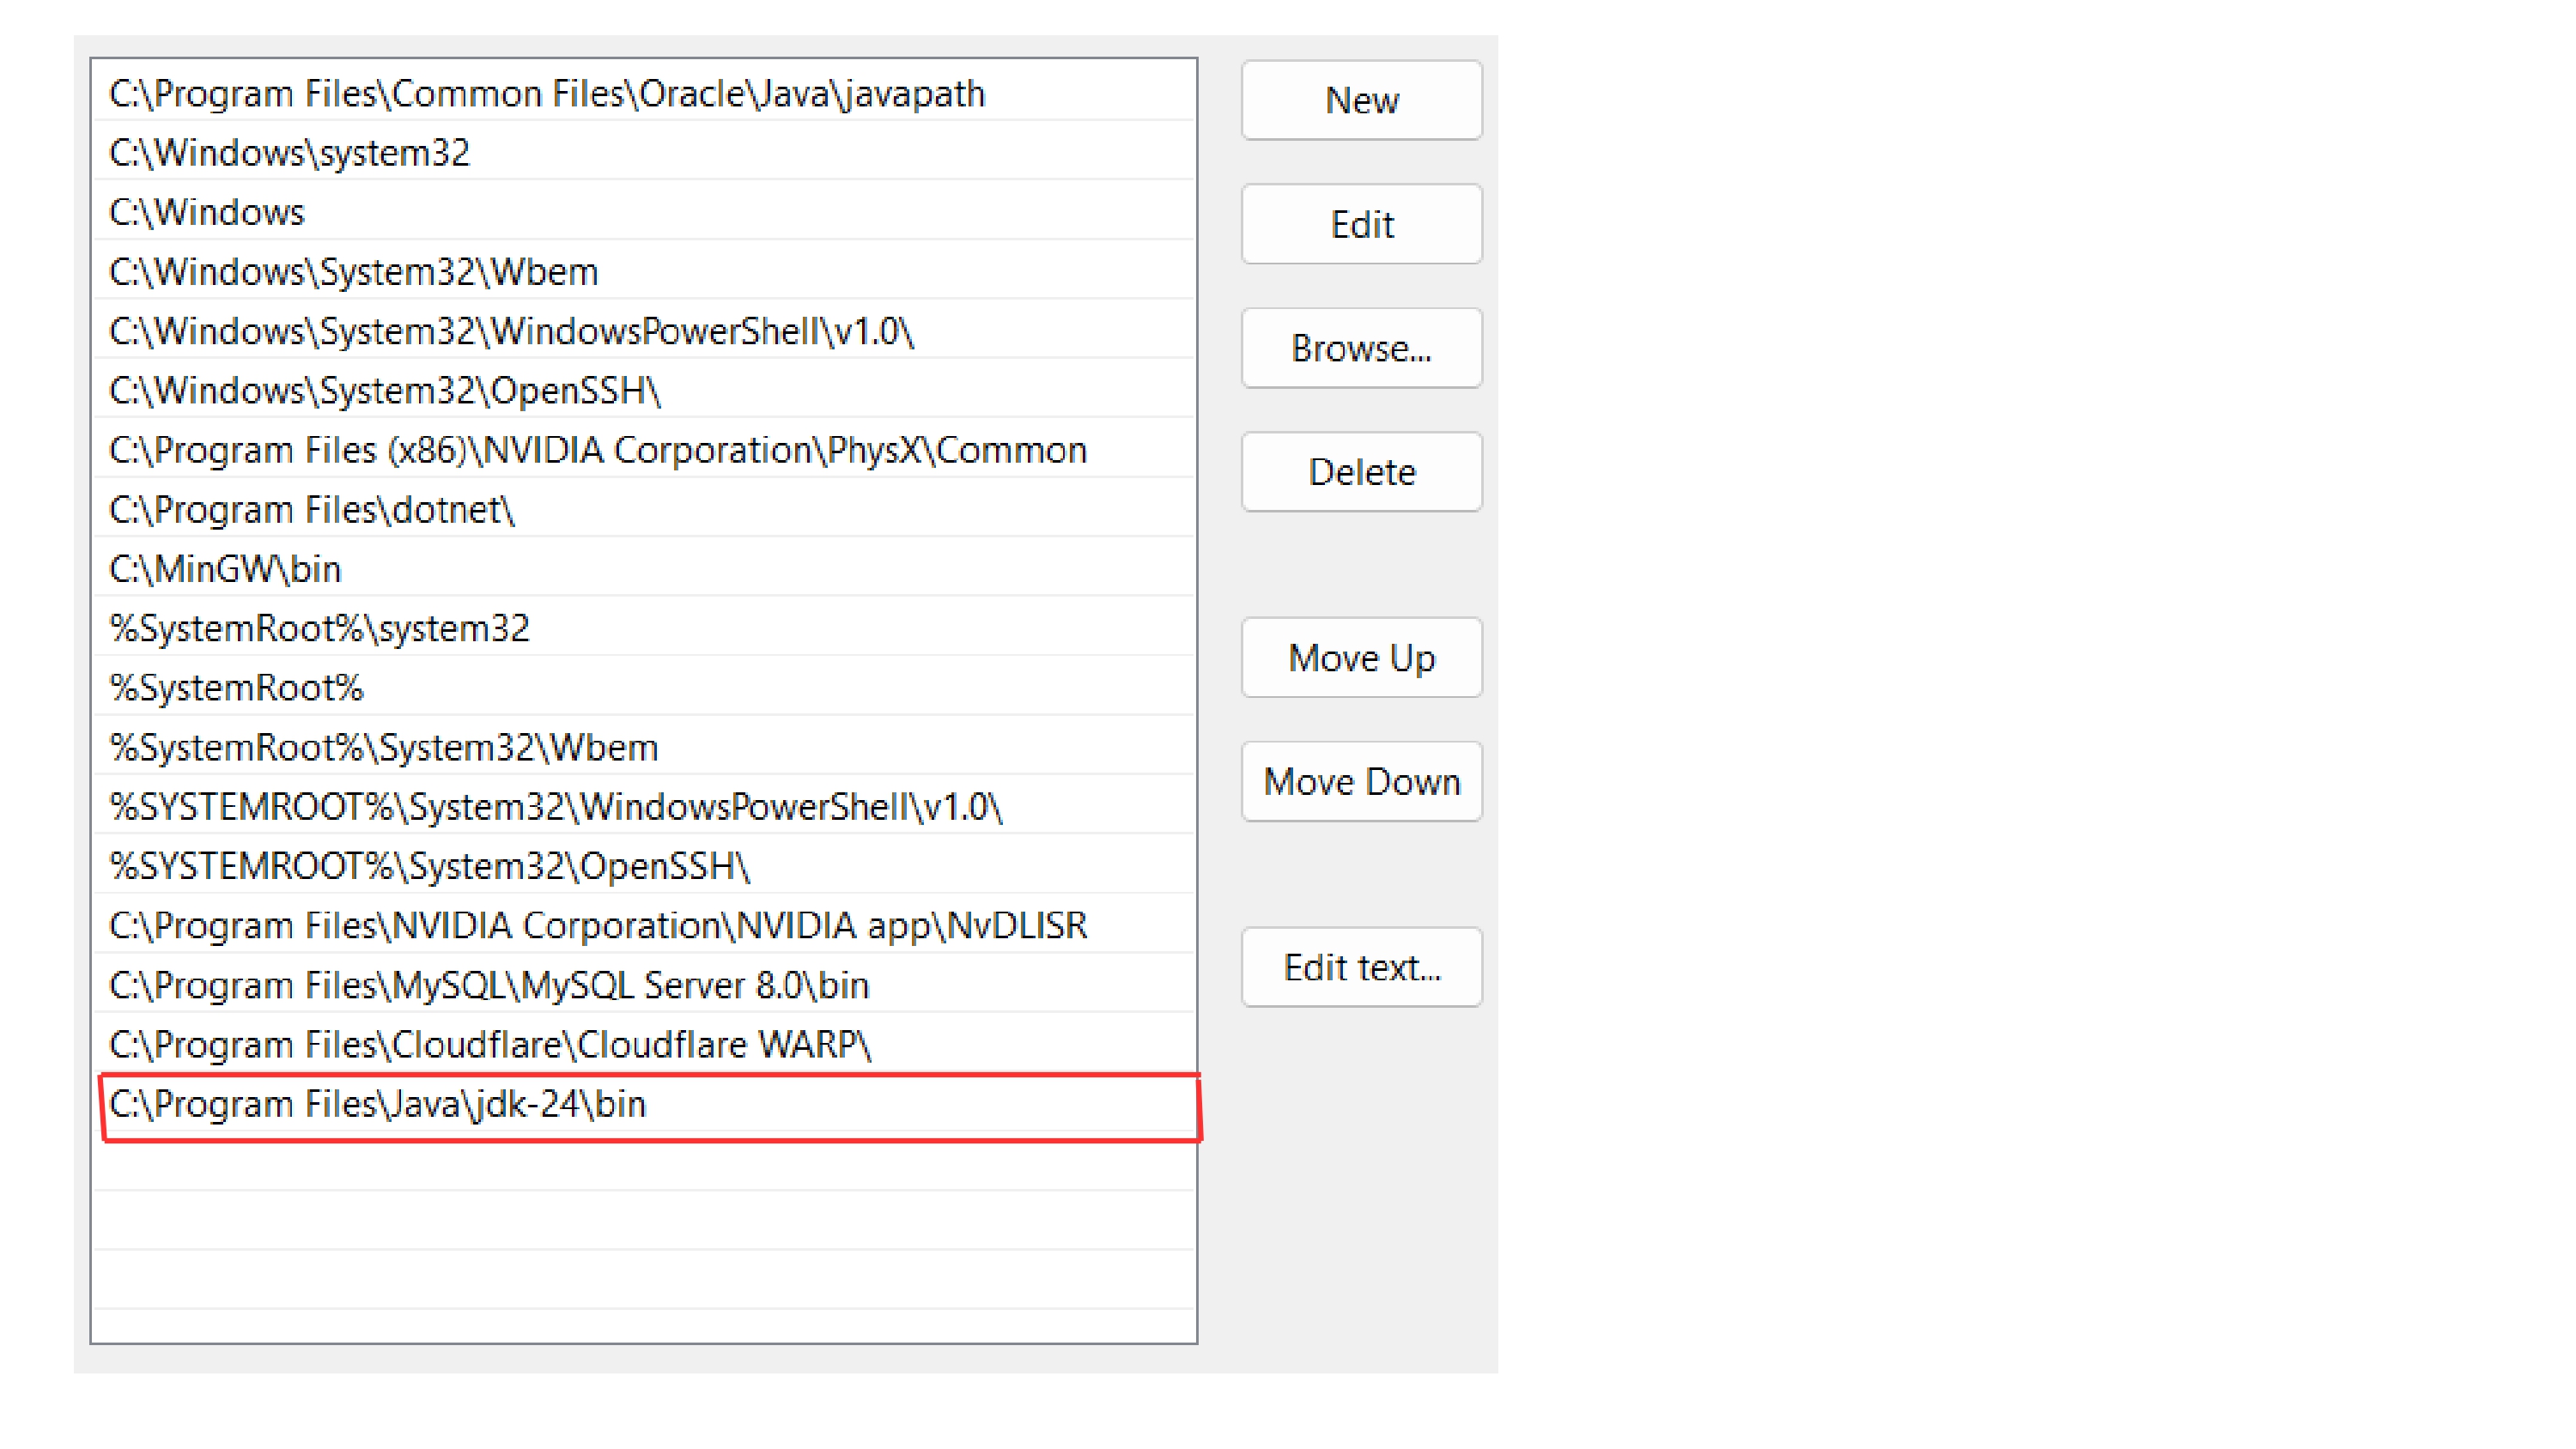 C:\Program Files\Common Files\Oracle\Java\javapath
C:\Windows\system32
C:\Windows
C:\Windows\System32\Wbem
C:\Windows\System32\WindowsPowerShell\v1.0\
C:\Windows\System32\OpenSSH\
C:\Program Files (x86)\NVIDIA Corporation\PhysX\Common
C:\Program Files\dotnet\
C:\MinGW\bin
%SystemRoot%\system32
%SystemRoot%
%SystemRoot%\System32\Wbem
%SYSTEMROOT%\System32\WindowsPowerShell\v1.0\
%SYSTEMROOT%\System32\OpenSSH\
C:\Program Files\NVIDIA Corporation\NVIDIA app\NvDLISR
C:\Program Files\MySQL\MySQL Server 8.0\bin
C:\Program Files\Cloudflare\Cloudflare WARP\
C:\Program Files\Java\jdk-24\bin
New
Edit
Browse...
Delete
Move Up
Move Down
Edit text...